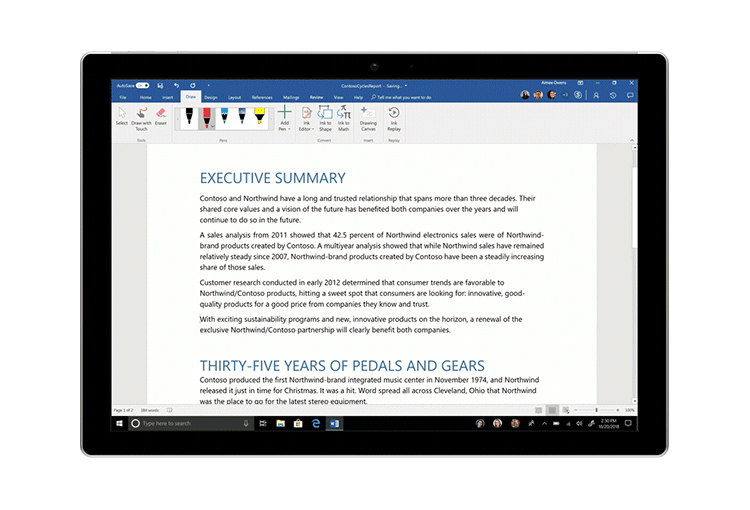 AutoSave On
ContosoCyclesReport - Saving...
Aimee Owens
File Home Insert Draw Design Layout References Mailings Review View Help Tell me what you want to do
+3
Select
Draw with Touch
Eraser
Add Pen
Ink Editor
Ink to Shape
Ink to Math
Drawing Canvas
Ink Replay
Tools Pens Convert Insert Replay
EXECUTIVE SUMMARY
Contoso and Northwind have a long and trusted relationship that spans more than three decades. Their
shared core values and a vision of the future has benefited both companies over the years and will
continue to do so in the future.
A sales analysis from 2011 showed that 42.5 percent of Northwind electronics sales were of Northwind-
brand products created by Contoso. A multiyear analysis showed that while Northwind sales have remained
relatively steady since 2007, Northwind-brand products created by Contoso have been a steadily increasing
share of those sales.
Customer research conducted in early 2012 determined that consumer trends are favorable to
Northwind/Contoso products, hitting a sweet spot that consumers are looking for: innovative, good-
quality products for a good price from companies they know and trust.
With exciting sustainability programs and new, innovative products on the horizon, a renewal of the
exclusive Northwind/Contoso partnership will clearly benefit both companies.
THIRTY-FIVE YEARS OF PEDALS AND GEARS
Contoso produced the first Northwind-brand integrated music center in November 1974, and Northwind
released it just in time for Christmas. It was a hit. Word spread all across Cleveland, Ohio that Northwind
was the place to go for the latest stereo equipment.
Page 1 of 2 384 words 100%
Type here to search
2:30 PM
10/20/2018